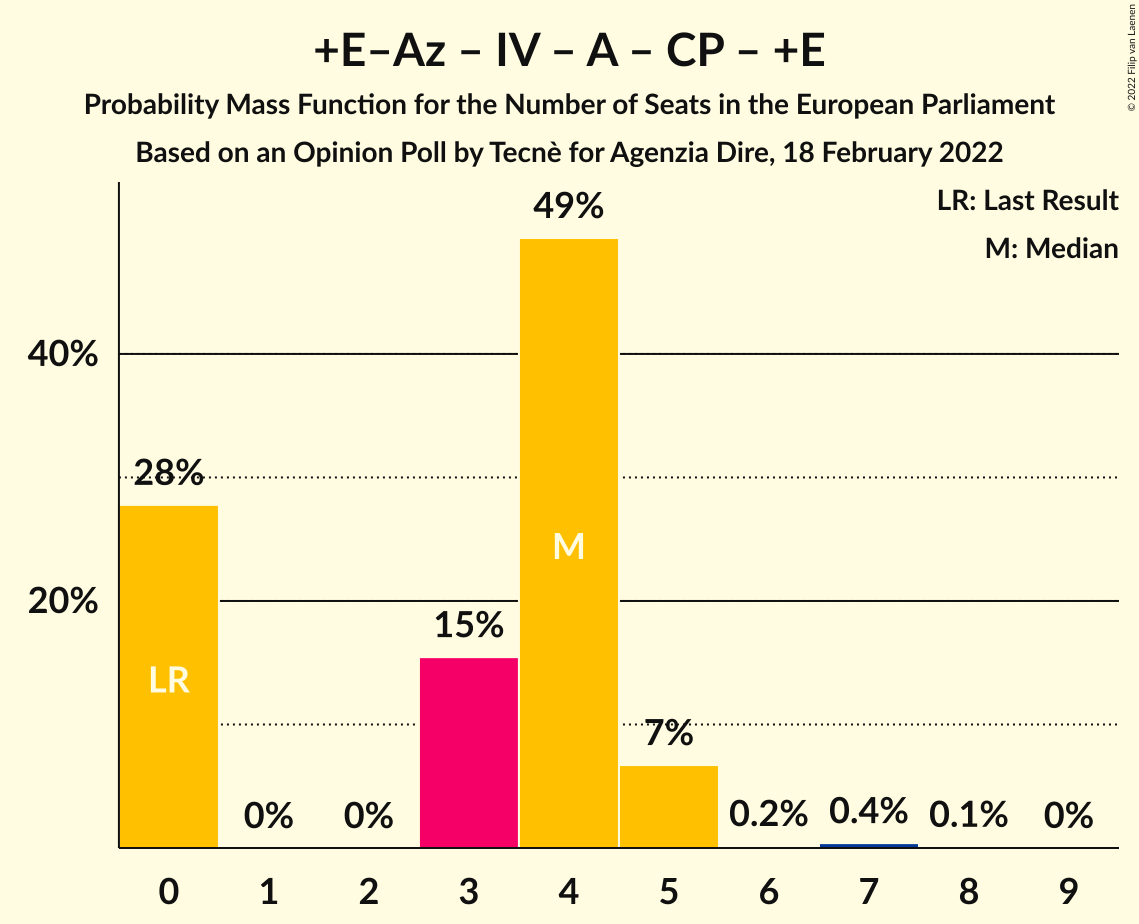 +E–Az – IV – A – CP – +E
Probability Mass Function for the Number of Seats in the European Parliament
Based on an Opinion Poll by Tecnè for Agenzia Dire, 18 February 2022
© 2022 Filip van Laenen
LR: Last Result
M: Median
49%
40%
28%
M
20%
15%
LR
7%
0%
0%
0.2%
0.4%
0.1%
0%
0 1 2 3 4 5 6 7 8 9